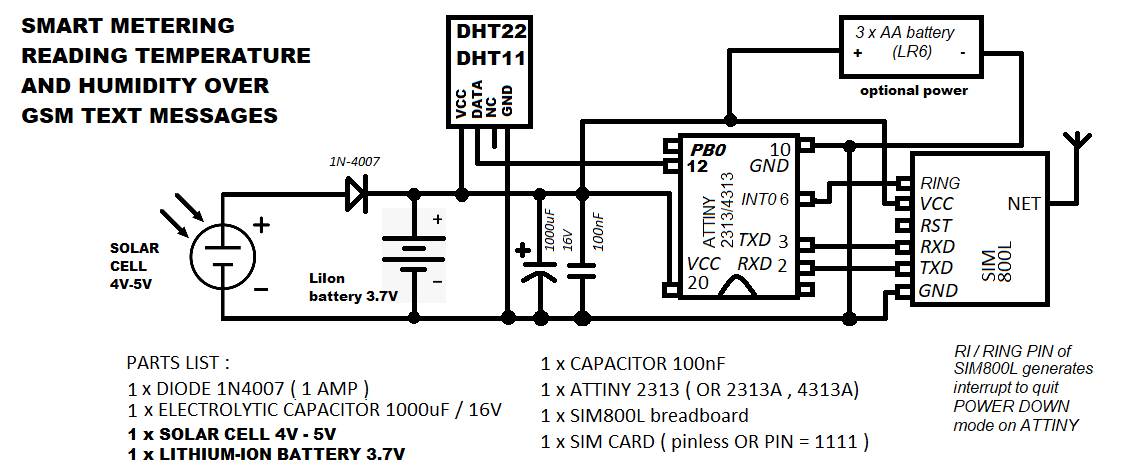 SMART METERING
READING TEMPERATURE
AND HUMIDITY OVER
GSM TEXT MESSAGES
DHT22
DHT11
VCC
DATA
NC
GND
3 x AA battery
+ (LR6) -
optional power
1N-4007
SOLAR
CELL
4V-5V
+
−
LiIon
battery 3.7V
+
−
+
1000uF
16V
100nF
PB0
12
10
GND
INT0 6
ATTINY
2313/4313
TXD 3
VCC RXD 2
20
RING
VCC
RST
RXD
TXD
GND
NET
SIM
800L
PARTS LIST :
1 x DIODE 1N4007 ( 1 AMP )
1 x ELECTROLYTIC CAPACITOR 1000uF / 16V
1 x SOLAR CELL 4V - 5V
1 x LITHIUM-ION BATTERY 3.7V
1 x CAPACITOR 100nF
1 x ATTINY 2313 ( OR 2313A , 4313A)
1 x SIM800L breadboard
1 x SIM CARD ( pinless OR PIN = 1111 )
RI / RING PIN of
SIM800L generates
interrupt to quit
POWER DOWN
mode on ATTINY